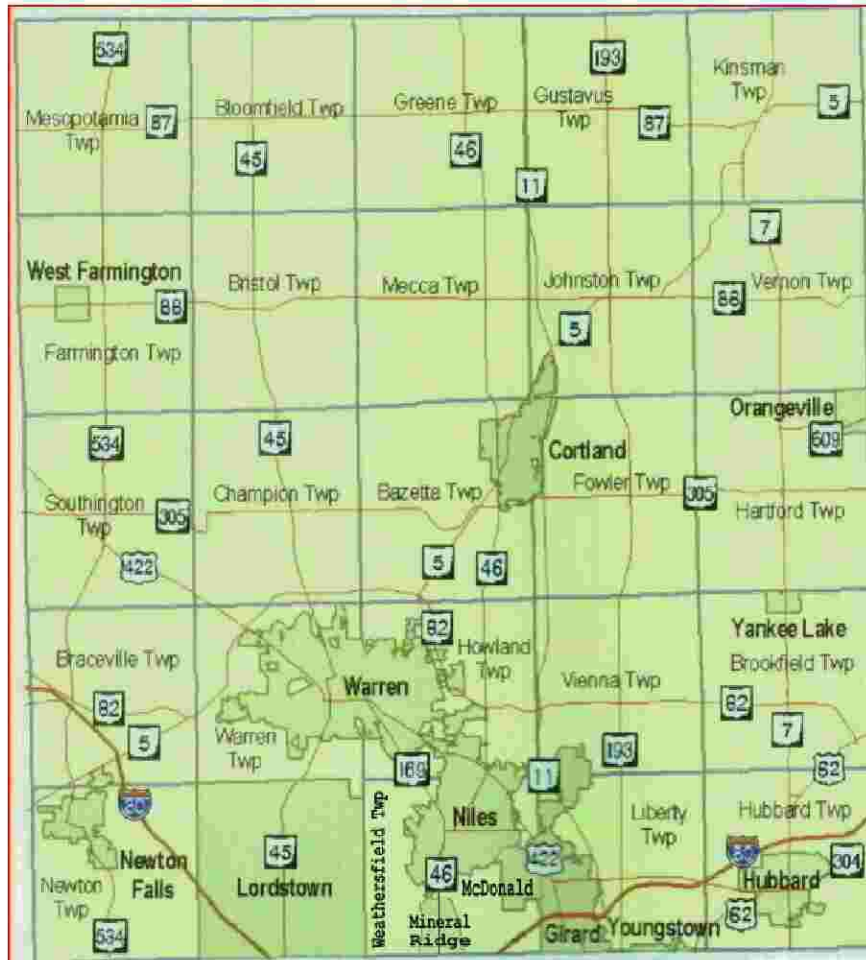 534
193
Kinsman
Twp
Mesopotamia
Twp
87
Bloomfield Twp
Greene Twp
Gustavus
Twp
87
5
45
46
11
7
West Farmington
88
Bristol Twp
Mecca Twp
Johnston Twp
88
Vernon Twp
5
Farmington Twp
534
45
Cortland
Orangeville
609
Southington
Twp
305
Champion Twp
Bazetta Twp
Fowler Twp
305
Hartford Twp
422
5
46
82
Yankee Lake
Braceville Twp
Howland
Twp
Brookfield Twp
Warren
Vienna Twp
82
5
Warren
Twp
82
7
193
169
11
62
Niles
Liberty
Twp
Hubbard Twp
Weathersfield Twp
Newton
Falls
45
Lordstown
422
304
Hubbard
Newton
Twp
46
McDonald
62
534
Mineral
Ridge
Girard
Youngstown